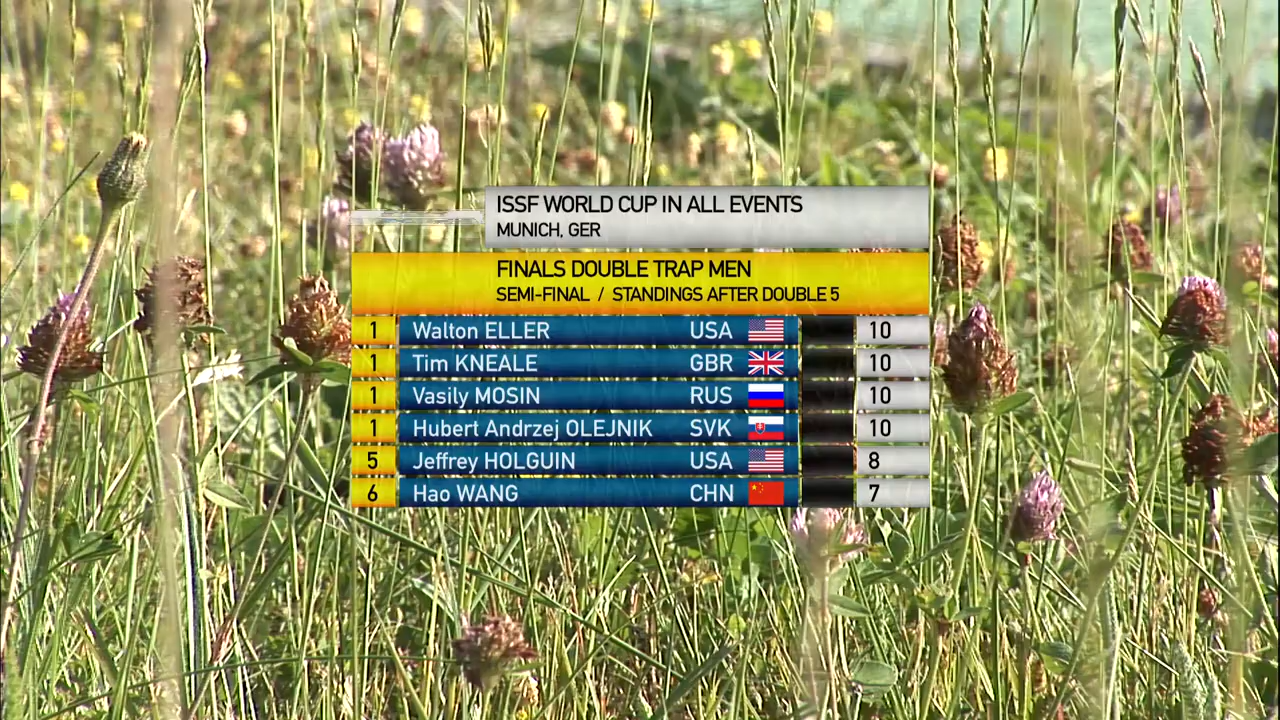 ISSF WORLD CUP IN ALL EVENTS
MUNICH, GER
FINALS DOUBLE TRAP MEN
SEMI-FINAL / STANDINGS AFTER DOUBLE 5
1 Walton ELLER USA 10
1 Tim KNEALE GBR 10
1 Vasily MOSIN RUS 10
1 Hubert Andrzej OLEJNIK SVK 10
5 Jeffrey HOLGUIN USA 8
6 Hao WANG CHN 7